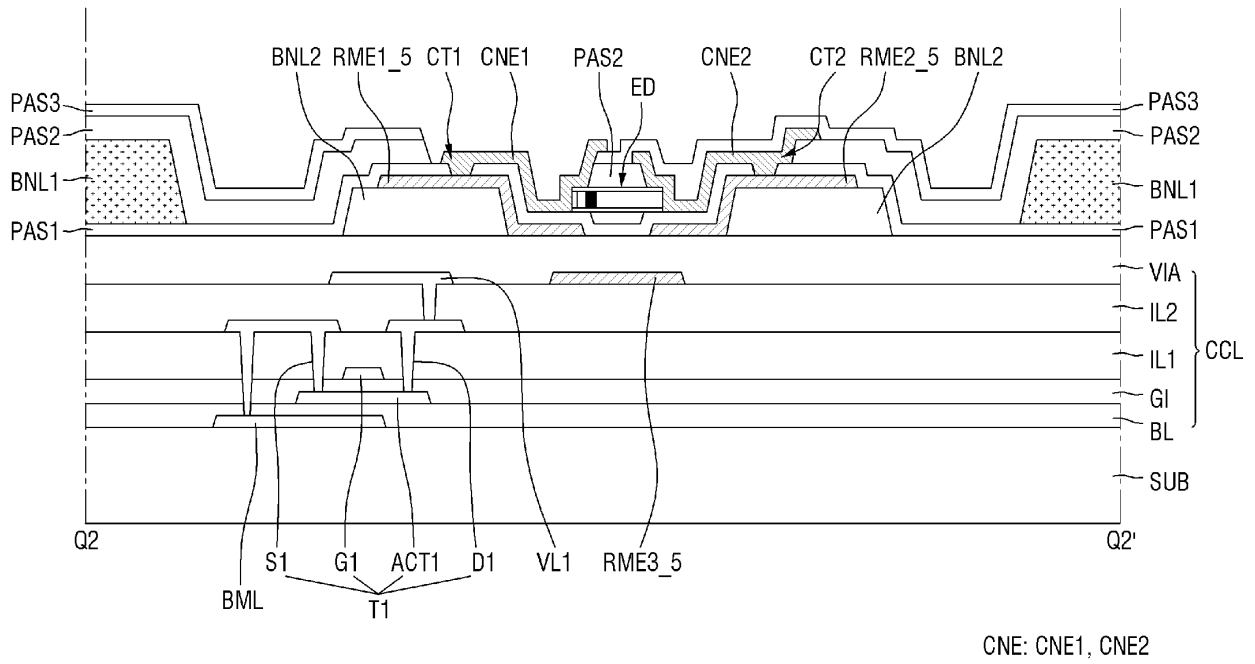 BNL2 RME1_5 CT1 CNE1 PAS2 CNE2 CT2 RME2_5 BNL2
ED
PAS3 PAS3
PAS2 PAS2
BNL1 BNL1
PAS1 PAS1
VIA
IL2
CCL
IL1
GI
BL
SUB
Q2 Q2'
S1 G1 ACT1 D1 VL1 RME3_5
BML T1
CNE: CNE1, CNE2